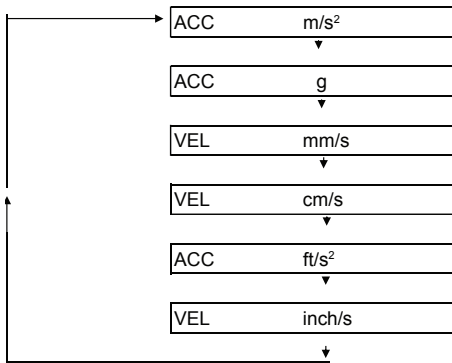 ACC m/s²
ACC g
VEL mm/s
VEL cm/s
ACC ft/s²
VEL inch/s